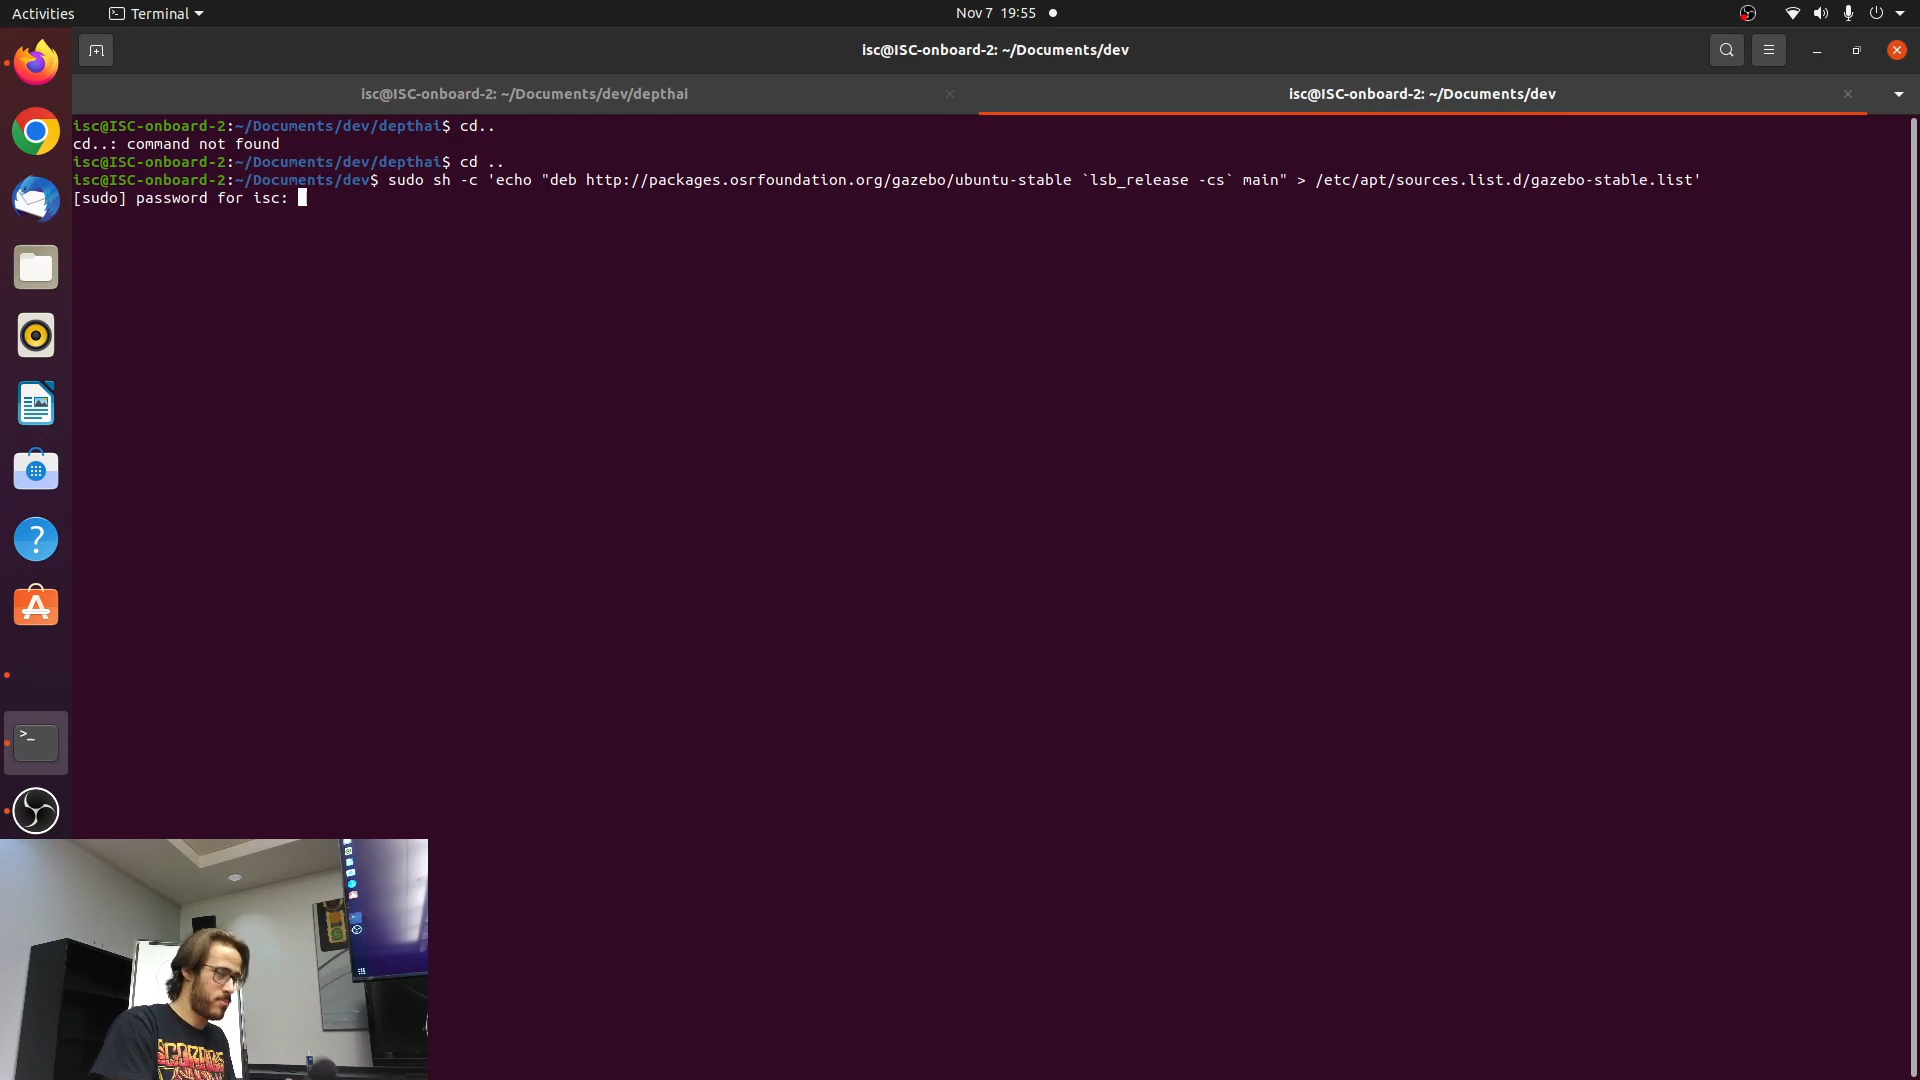 Activities
Terminal
Nov 7 19:55
isc@ISC-onboard-2: ~/Documents/dev
isc@ISC-onboard-2: ~/Documents/dev/depthai
isc@ISC-onboard-2: ~/Documents/dev
isc@ISC-onboard-2:~/Documents/dev/depthai$ cd..
cd..: command not found
isc@ISC-onboard-2:~/Documents/dev/depthai$ cd ..
isc@ISC-onboard-2:~/Documents/dev$ sudo sh -c 'echo "deb http://packages.osrfoundation.org/gazebo/ubuntu-stable `lsb_release -cs` main" > /etc/apt/sources.list.d/gazebo-stable.list'
[sudo] password for isc:
SCORPIONS